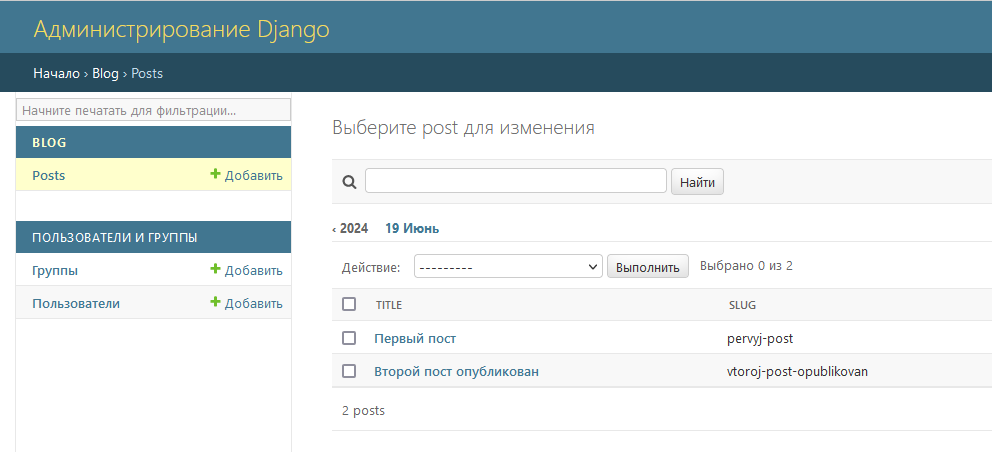 Администрирование Django
Начало › Blog › Posts
Начните печатать для фильтрации...
BLOG
Posts Добавить
ПОЛЬЗОВАТЕЛИ И ГРУППЫ
Группы Добавить
Пользователи Добавить
Выберите post для изменения
Найти
‹ 2024 19 Июнь
Действие: --------- Выполнить Выбрано 0 из 2
TITLE SLUG
Первый пост pervyj-post
Второй пост опубликован vtoroj-post-opublikovan
2 posts